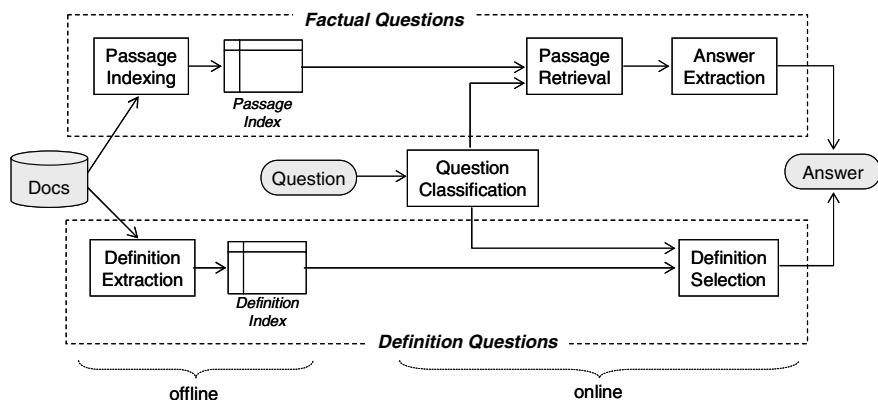 Factual Questions
Passage
Indexing
Passage
Index
Passage
Retrieval
Answer
Extraction
Docs
Question
Question
Classification
Answer
Definition
Extraction
Definition
Index
Definition
Selection
Definition Questions
offline
online